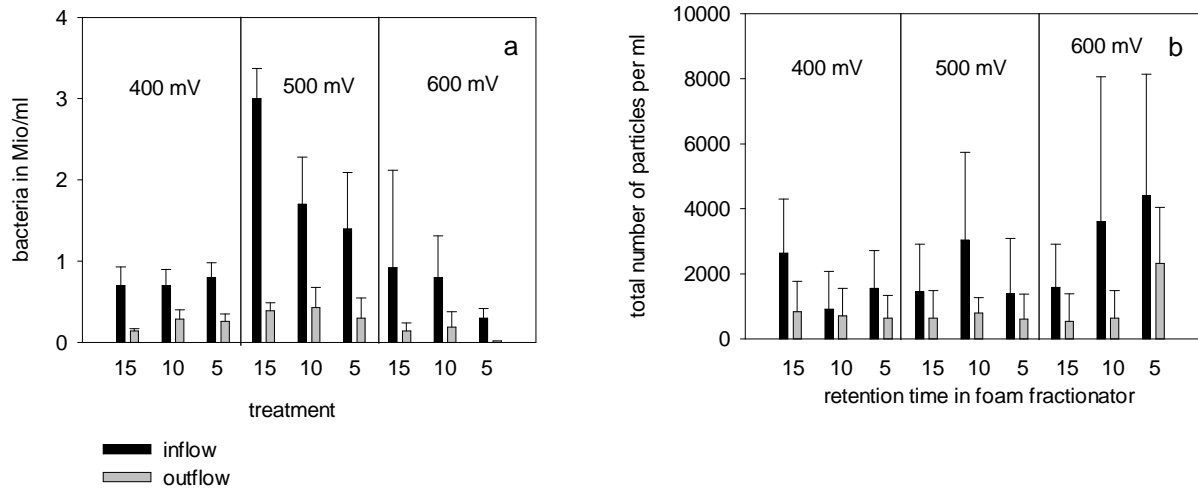 a
400 mV
500 mV
600 mV
bacteria in Mio/ml
4
3
2
1
0
15 10 5 15 10 5 15 10 5
treatment
inflow
outflow
b
400 mV
500 mV
600 mV
total number of particles per ml
10000
8000
6000
4000
2000
0
15 10 5 15 10 5 15 10 5
retention time in foam fractionator